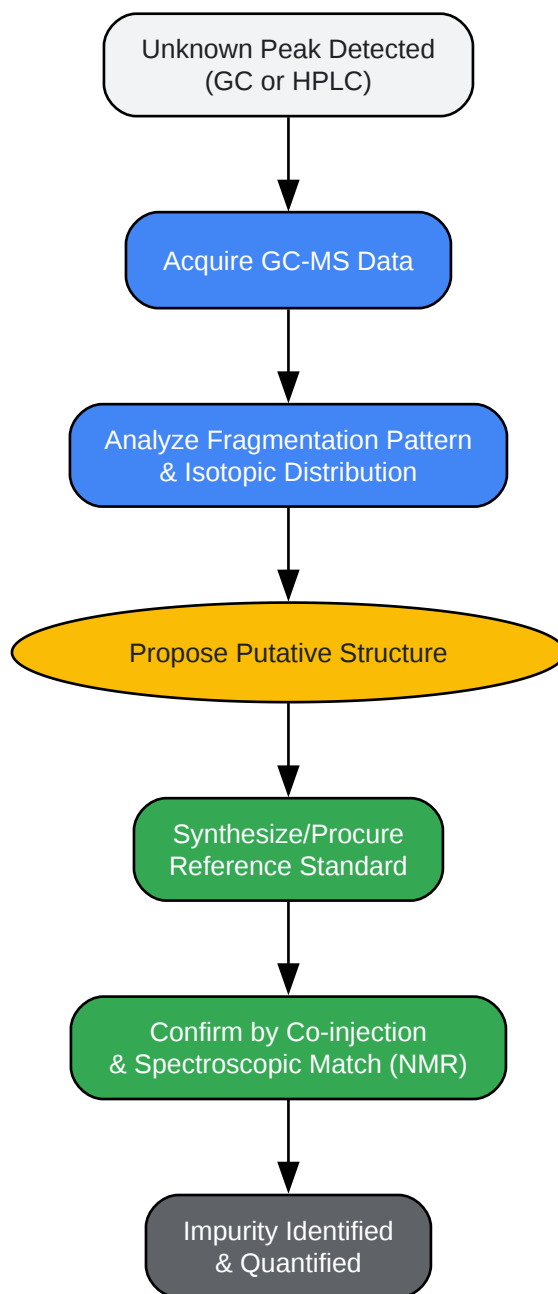 Unknown Peak Detected
(GC or HPLC)
Acquire GC-MS Data
Analyze Fragmentation Pattern
& Isotopic Distribution
Propose Putative Structure
Synthesize/Procure
Reference Standard
Confirm by Co-injection
& Spectroscopic Match (NMR)
Impurity Identified
& Quantified